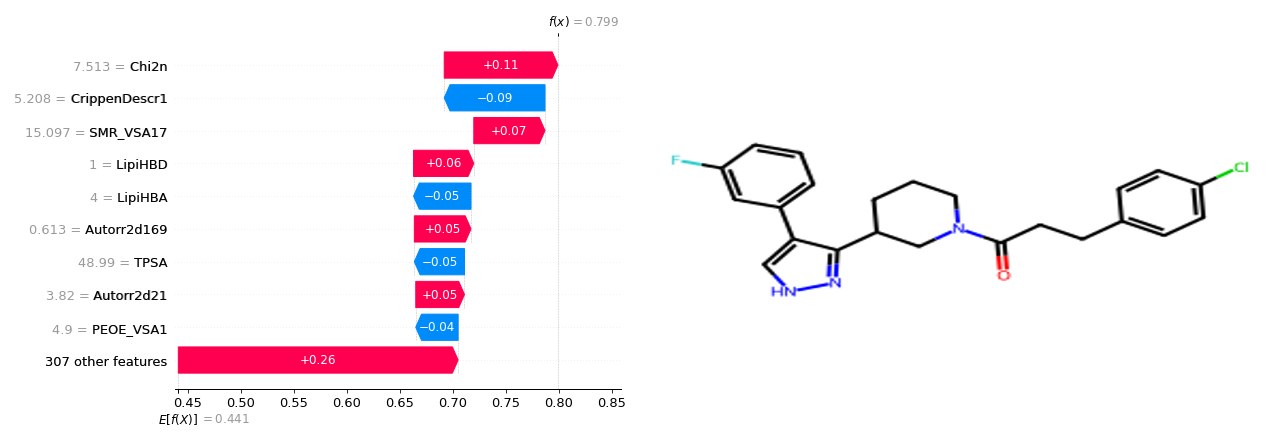 f(x) = 0.799
7.513 = Chi2n
+0.11
5.208 = CrippenDescr1
−0.09
15.097 = SMR_VSA17
+0.07
1 = LipiHBD
+0.06
4 = LipiHBA
−0.05
0.613 = Autorr2d169
+0.05
48.99 = TPSA
−0.05
3.82 = Autorr2d21
+0.05
4.9 = PEOE_VSA1
−0.04
307 other features
+0.26
0.45 0.50 0.55 0.60 0.65 0.70 0.75 0.80 0.85
E[f(X)] = 0.441
F
Cl
N
O
N
HN